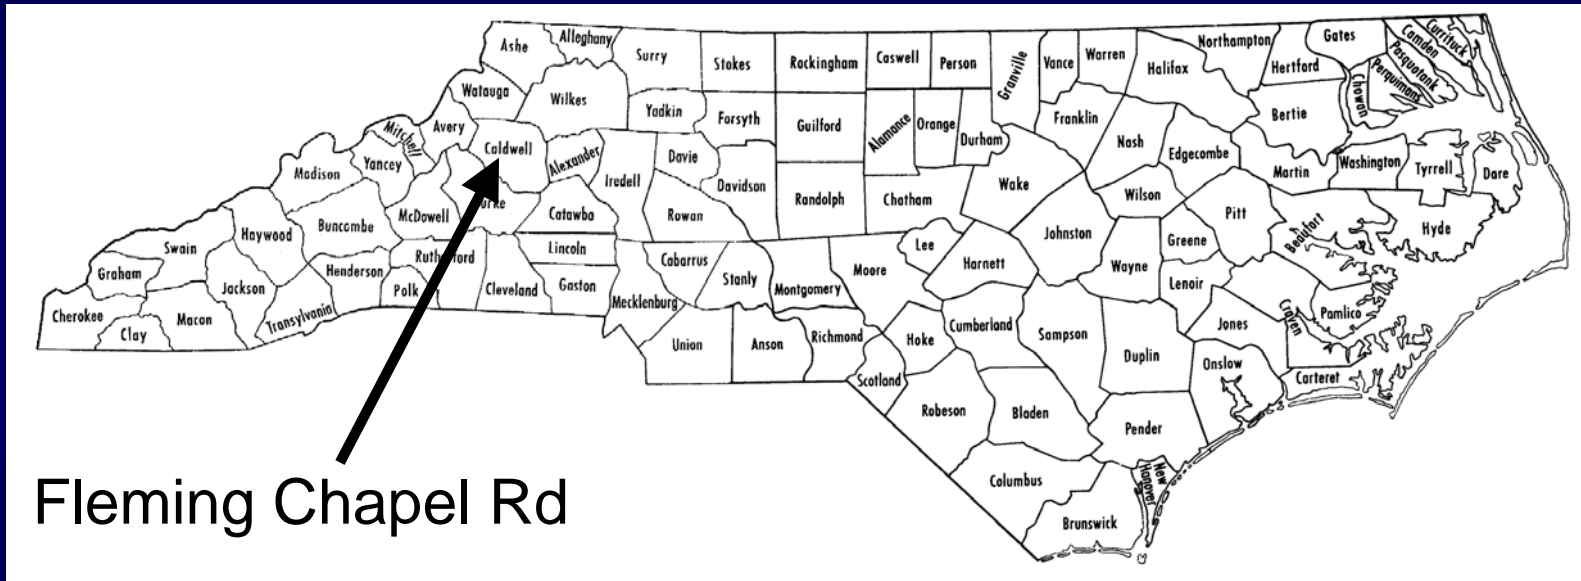 Ashe
Alleghany
Surry
Stokes
Rockingham
Caswell
Person
Granville
Vance
Warren
Northampton
Halifax
Hertford
Gates
Currituck
Camden
Pasquotank
Perquimans
Chowan
Bertie
Watauga
Wilkes
Yadkin
Forsyth
Guilford
Alamance
Orange
Durham
Franklin
Nash
Edgecombe
Martin
Washington
Tyrrell
Dare
Mitchell
Avery
Caldwell
Alexander
Iredell
Davie
Davidson
Randolph
Chatham
Wake
Wilson
Pitt
Beaufort
Hyde
Madison
Yancey
McDowell
urke
Catawba
Rowan
Lee
Johnston
Greene
Swain
Haywood
Buncombe
Ruth
ford
Lincoln
Cabarrus
Stanly
Montgomery
Moore
Harnett
Wayne
Lenoir
Craven
Pamlico
Graham
Jackson
Henderson
Polk
Cleveland
Gaston
Mecklenburg
Cherokee
Clay
Macon
Transylvania
Union
Anson
Richmond
Scotland
Hoke
Cumberland
Sampson
Duplin
Jones
Onslow
Carteret
Robeson
Bladen
Pender
New
Hanover
Columbus
Brunswick
Fleming Chapel Rd